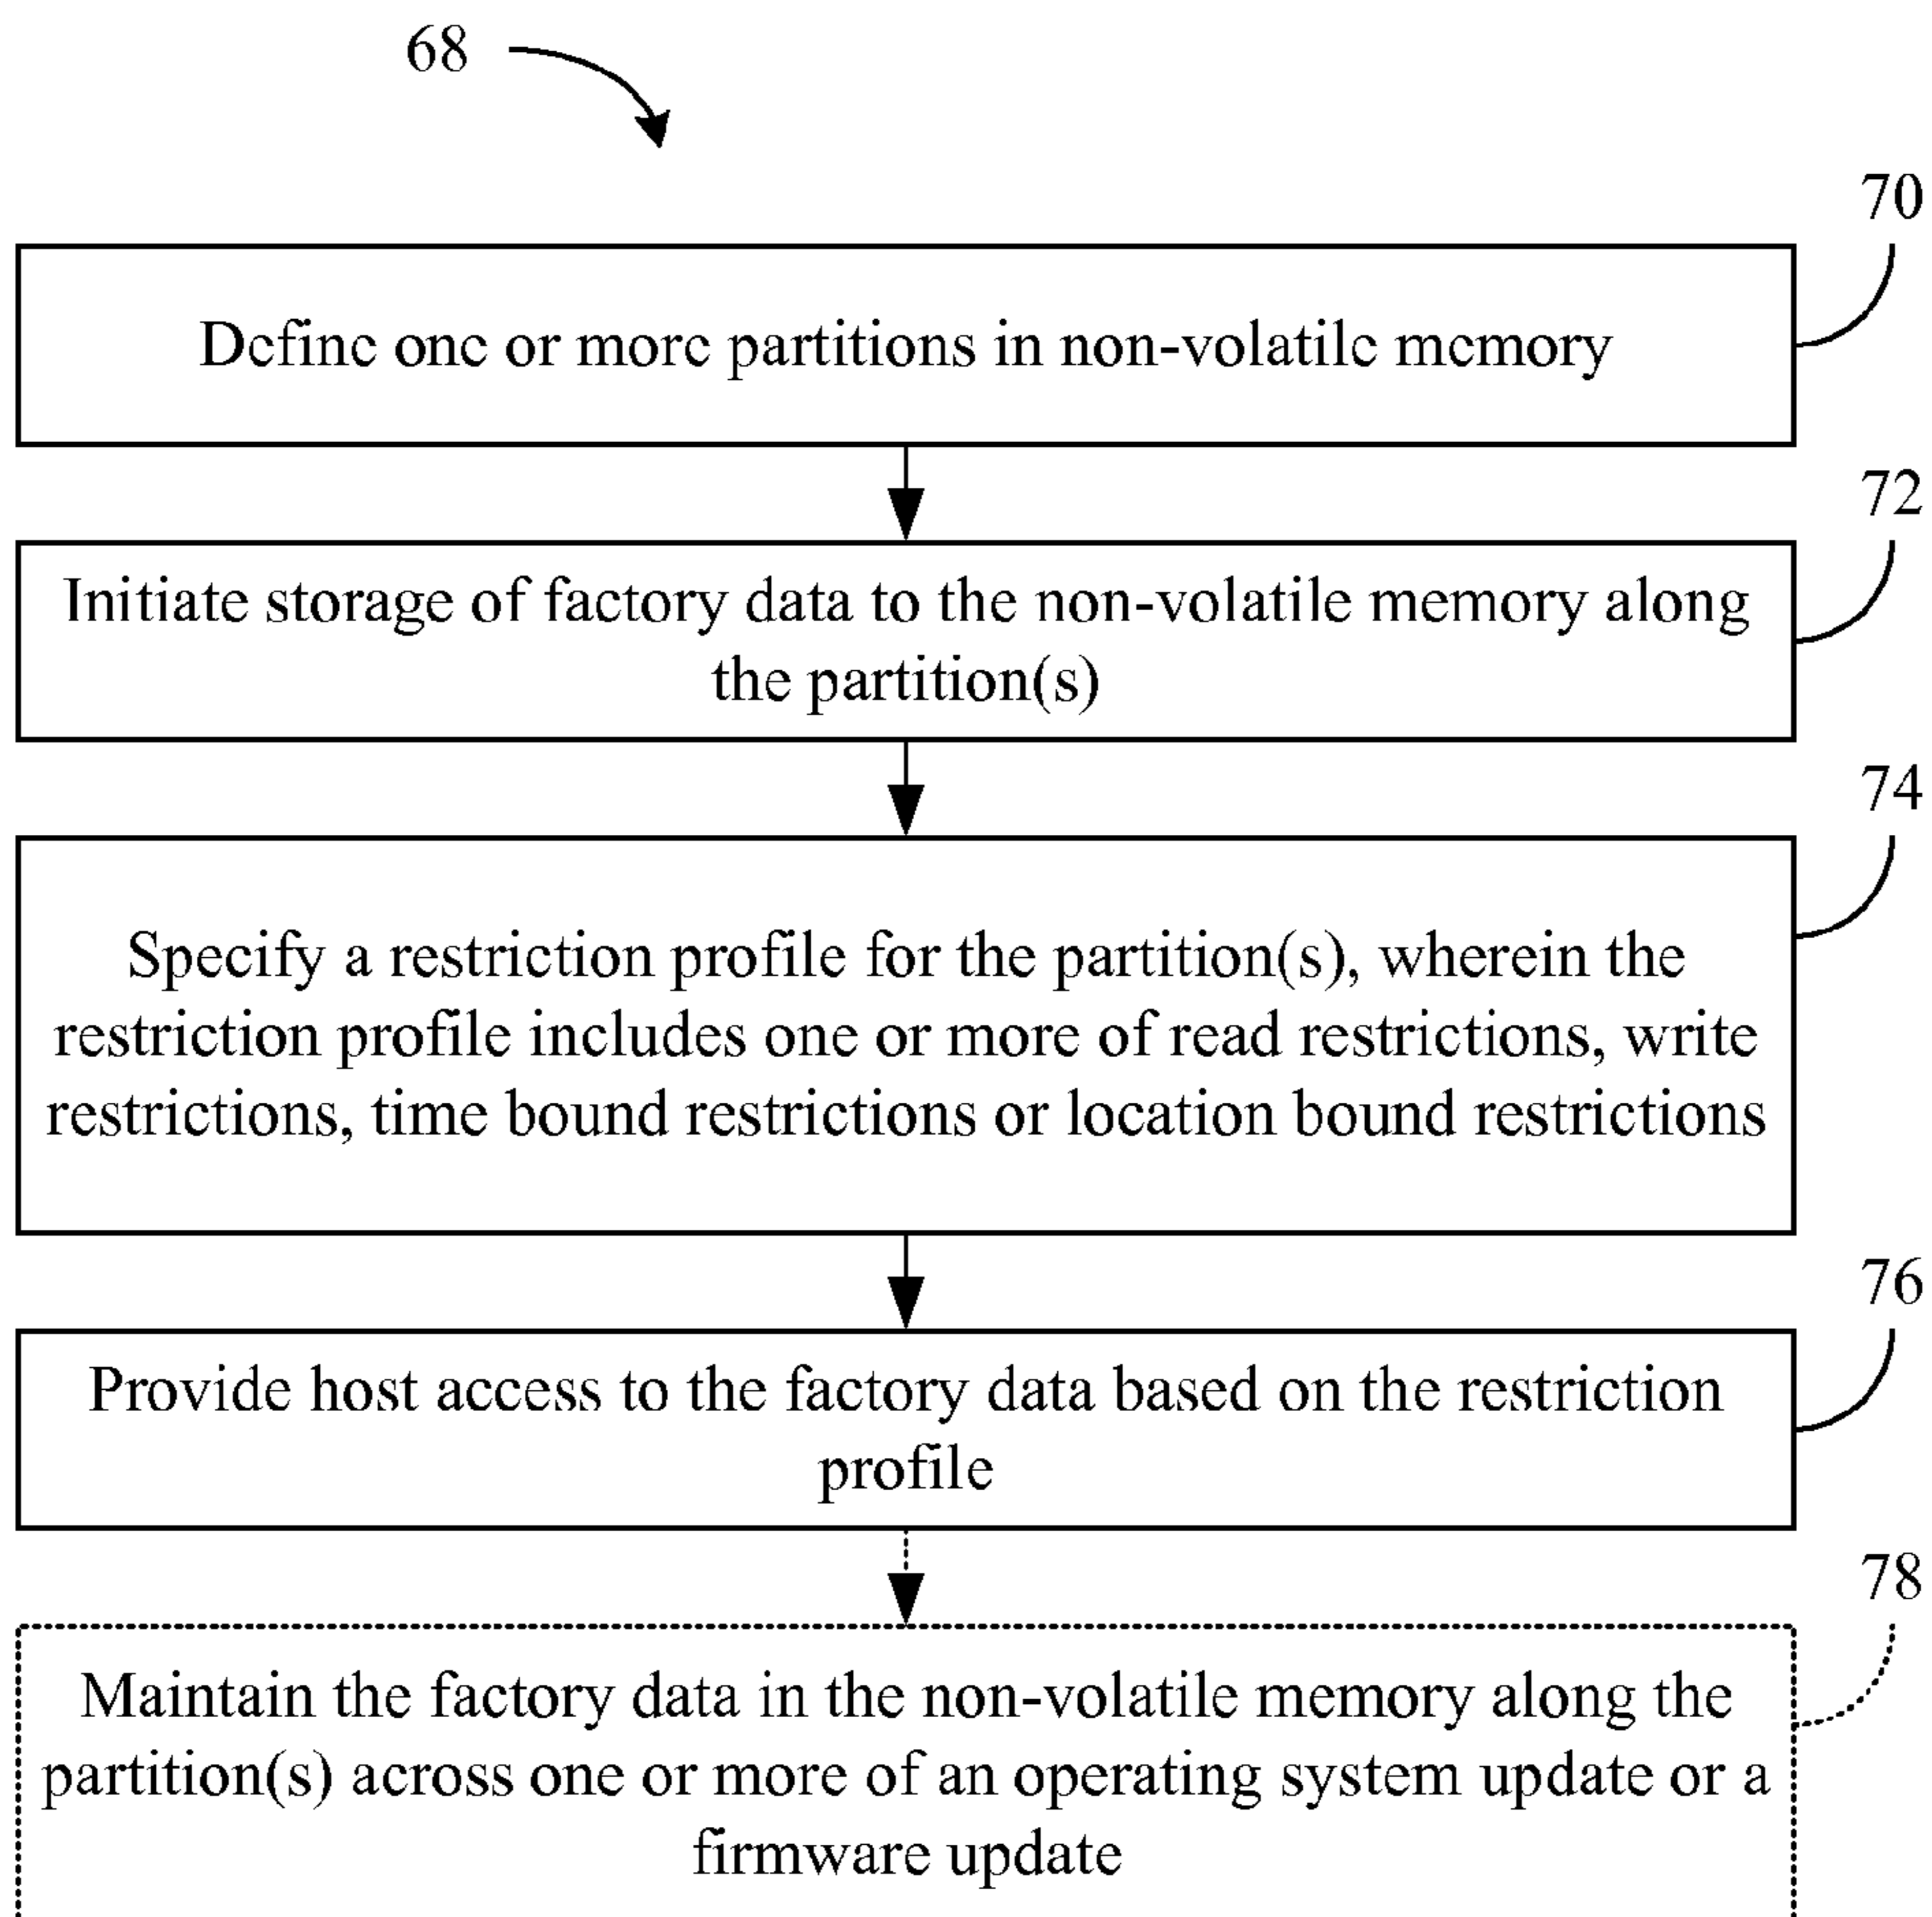 68
70
Define one or more partitions in non-volatile memory
72
Initiate storage of factory data to the non-volatile memory along
the partition(s)
74
Specify a restriction profile for the partition(s), wherein the
restriction profile includes one or more of read restrictions, write
restrictions, time bound restrictions or location bound restrictions
76
Provide host access to the factory data based on the restriction
profile
78
Maintain the factory data in the non-volatile memory along the
partition(s) across one or more of an operating system update or a
firmware update